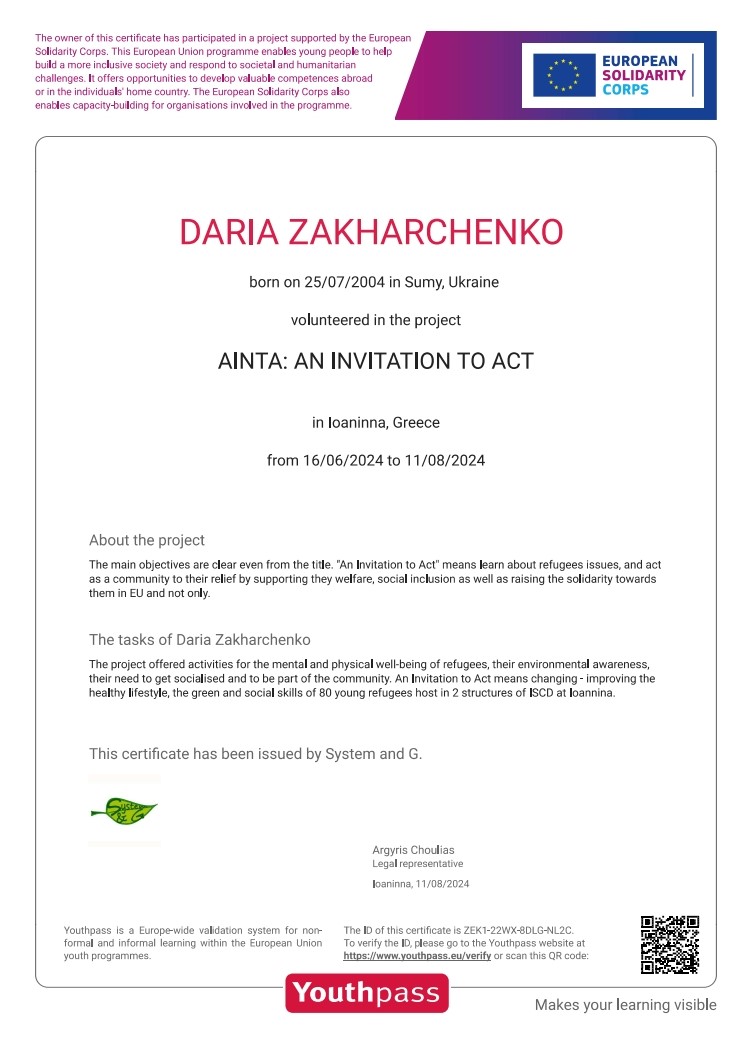 The owner of this certificate has participated in a project supported by the European
Solidarity Corps. This European Union programme enables young people to help
build a more inclusive society and respond to societal and humanitarian
challenges. It offers opportunities to develop valuable competences abroad
or in the individuals' home country. The European Solidarity Corps also
enables capacity-building for organisations involved in the programme.
EUROPEAN
SOLIDARITY
CORPS
DARIA ZAKHARCHENKO
born on 25/07/2004 in Sumy, Ukraine
volunteered in the project
AINTA: AN INVITATION TO ACT
in Ioaninna, Greece
from 16/06/2024 to 11/08/2024
About the project
The main objectives are clear even from the title. "An Invitation to Act" means learn about refugees issues, and act
as a community to their relief by supporting they welfare, social inclusion as well as raising the solidarity towards
them in EU and not only.
The tasks of Daria Zakharchenko
The project offered activities for the mental and physical well-being of refugees, their environmental awareness,
their need to get socialised and to be part of the community. An Invitation to Act means changing - improving the
healthy lifestyle, the green and social skills of 80 young refugees host in 2 structures of ISCD at Ioannina.
This certificate has been issued by System and G.
System
& G
Argyris Choulias
Legal representative
Ioaninna, 11/08/2024
Youthpass is a Europe-wide validation system for non-
formal and informal learning within the European Union
youth programmes.
The ID of this certificate is ZEK1-22WX-8DLG-NL2C.
To verify the ID, please go to the Youthpass website at
https://www.youthpass.eu/verify or scan this QR code:
Youthpass
Makes your learning visible